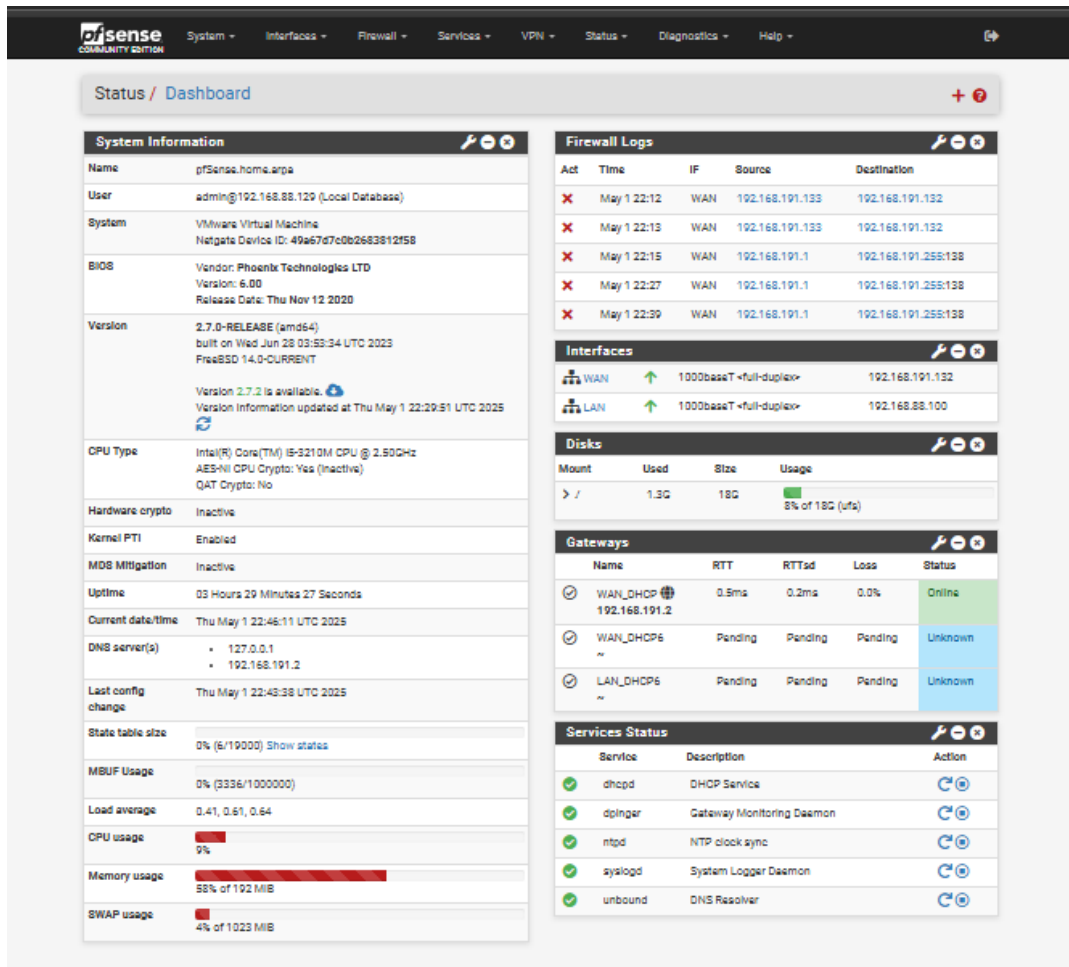 pfsense
COMMUNITY EDITION
System Interfaces Firewall Services VPN Status Diagnostics Help
Status / Dashboard
System Information
Name pfSense.home.arpa
User admin@192.168.88.129 (Local Database)
System VMware Virtual Machine
Netgate Device ID: 49a67d7c0b2683812f58
BIOS Vendor: Phoenix Technologies LTD
Version: 6.00
Release Date: Thu Nov 12 2020
Version 2.7.0-RELEASE (amd64)
built on Wed Jun 28 03:53:34 UTC 2023
FreeBSD 14.0-CURRENT
Version 2.7.2 is available.
Version information updated at Thu May 1 22:29:51 UTC 2025
CPU Type Intel(R) Core(TM) i5-3210M CPU @ 2.50GHz
AES-NI CPU Crypto: Yes (inactive)
QAT Crypto: No
Hardware crypto Inactive
Kernel PTI Enabled
MDS Mitigation Inactive
Uptime 03 Hours 29 Minutes 27 Seconds
Current date/time Thu May 1 22:46:11 UTC 2025
DNS server(s) 127.0.0.1
192.168.191.2
Last config change Thu May 1 22:43:38 UTC 2025
State table size 0% (6/19000) Show states
MBUF Usage 0% (3336/1000000)
Load average 0.41, 0.61, 0.64
CPU usage 9%
Memory usage 58% of 192 MiB
SWAP usage 4% of 1023 MiB
Firewall Logs
Act Time IF Source Destination
May 1 22:12 WAN 192.168.191.133 192.168.191.132
May 1 22:13 WAN 192.168.191.133 192.168.191.132
May 1 22:15 WAN 192.168.191.1 192.168.191.255:138
May 1 22:27 WAN 192.168.191.1 192.168.191.255:138
May 1 22:39 WAN 192.168.191.1 192.168.191.255:138
Interfaces
WAN 1000baseT <full-duplex> 192.168.191.132
LAN 1000baseT <full-duplex> 192.168.88.100
Disks
Mount Used Size Usage
/ 1.3G 18G 8% of 18G (ufs)
Gateways
Name RTT RTTsd Loss Status
WAN_DHCP 0.5ms 0.2ms 0.0% Online
192.168.191.2
WAN_DHCP6 Pending Pending Pending Unknown
~
LAN_DHCP6 Pending Pending Pending Unknown
~
Services Status
Service Description Action
dhcpd DHCP Service
dpinger Gateway Monitoring Daemon
ntpd NTP clock sync
syslogd System Logger Daemon
unbound DNS Resolver